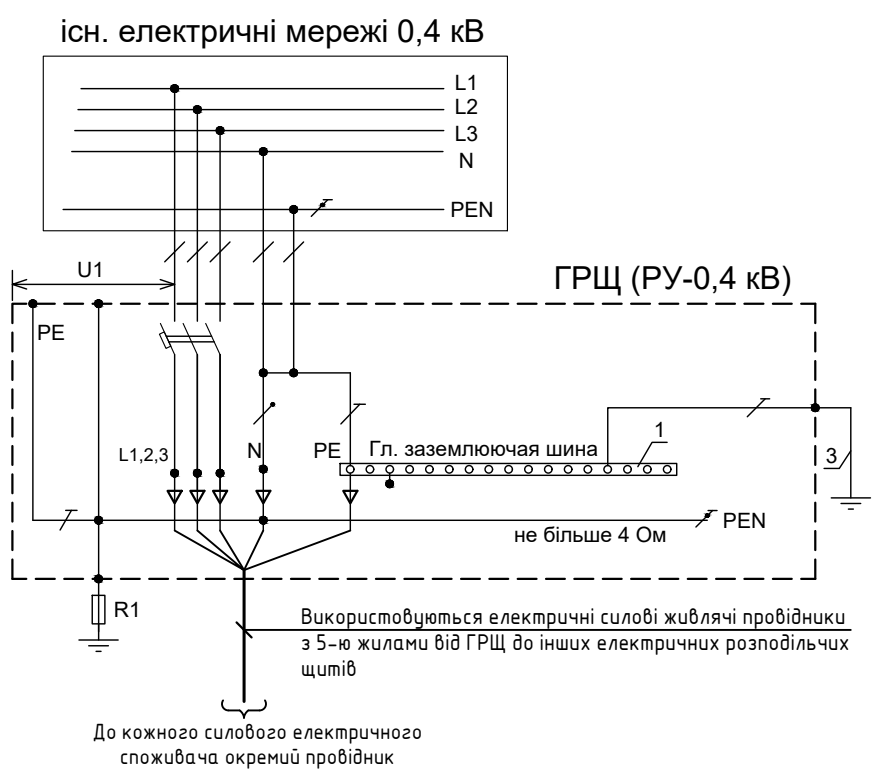 існ. електричні мережі 0,4 кВ
L1
L2
L3
N
PEN
U1
ГРЩ (РУ-0,4 кВ)
PE
L1,2,3
N
PE
Гл. заземлююча шина
1
3
PEN
не більше 4 Ом
R1
Використовуються електричні силові живлячі провідники
з 5-ю жилами від ГРЩ до інших електричних розподільчих
щитів
До кожного силового електричного
споживача окремий провідник